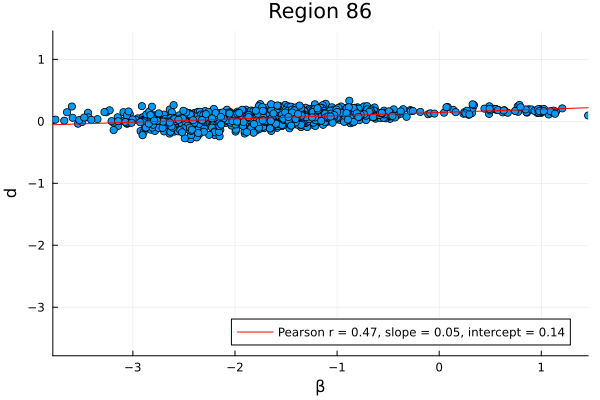 Region 86
d
1
0
−1
−2
−3
Pearson r = 0.47, slope = 0.05, intercept = 0.14
−3 −2 −1 0 1
β